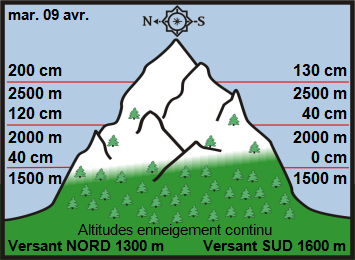 mar. 09 avr.
N S
200 cm 130 cm
2500 m 2500 m
120 cm 40 cm
2000 m 2000 m
40 cm 0 cm
1500 m 1500 m
Altitudes enneigement continu
Versant NORD 1300 m Versant SUD 1600 m